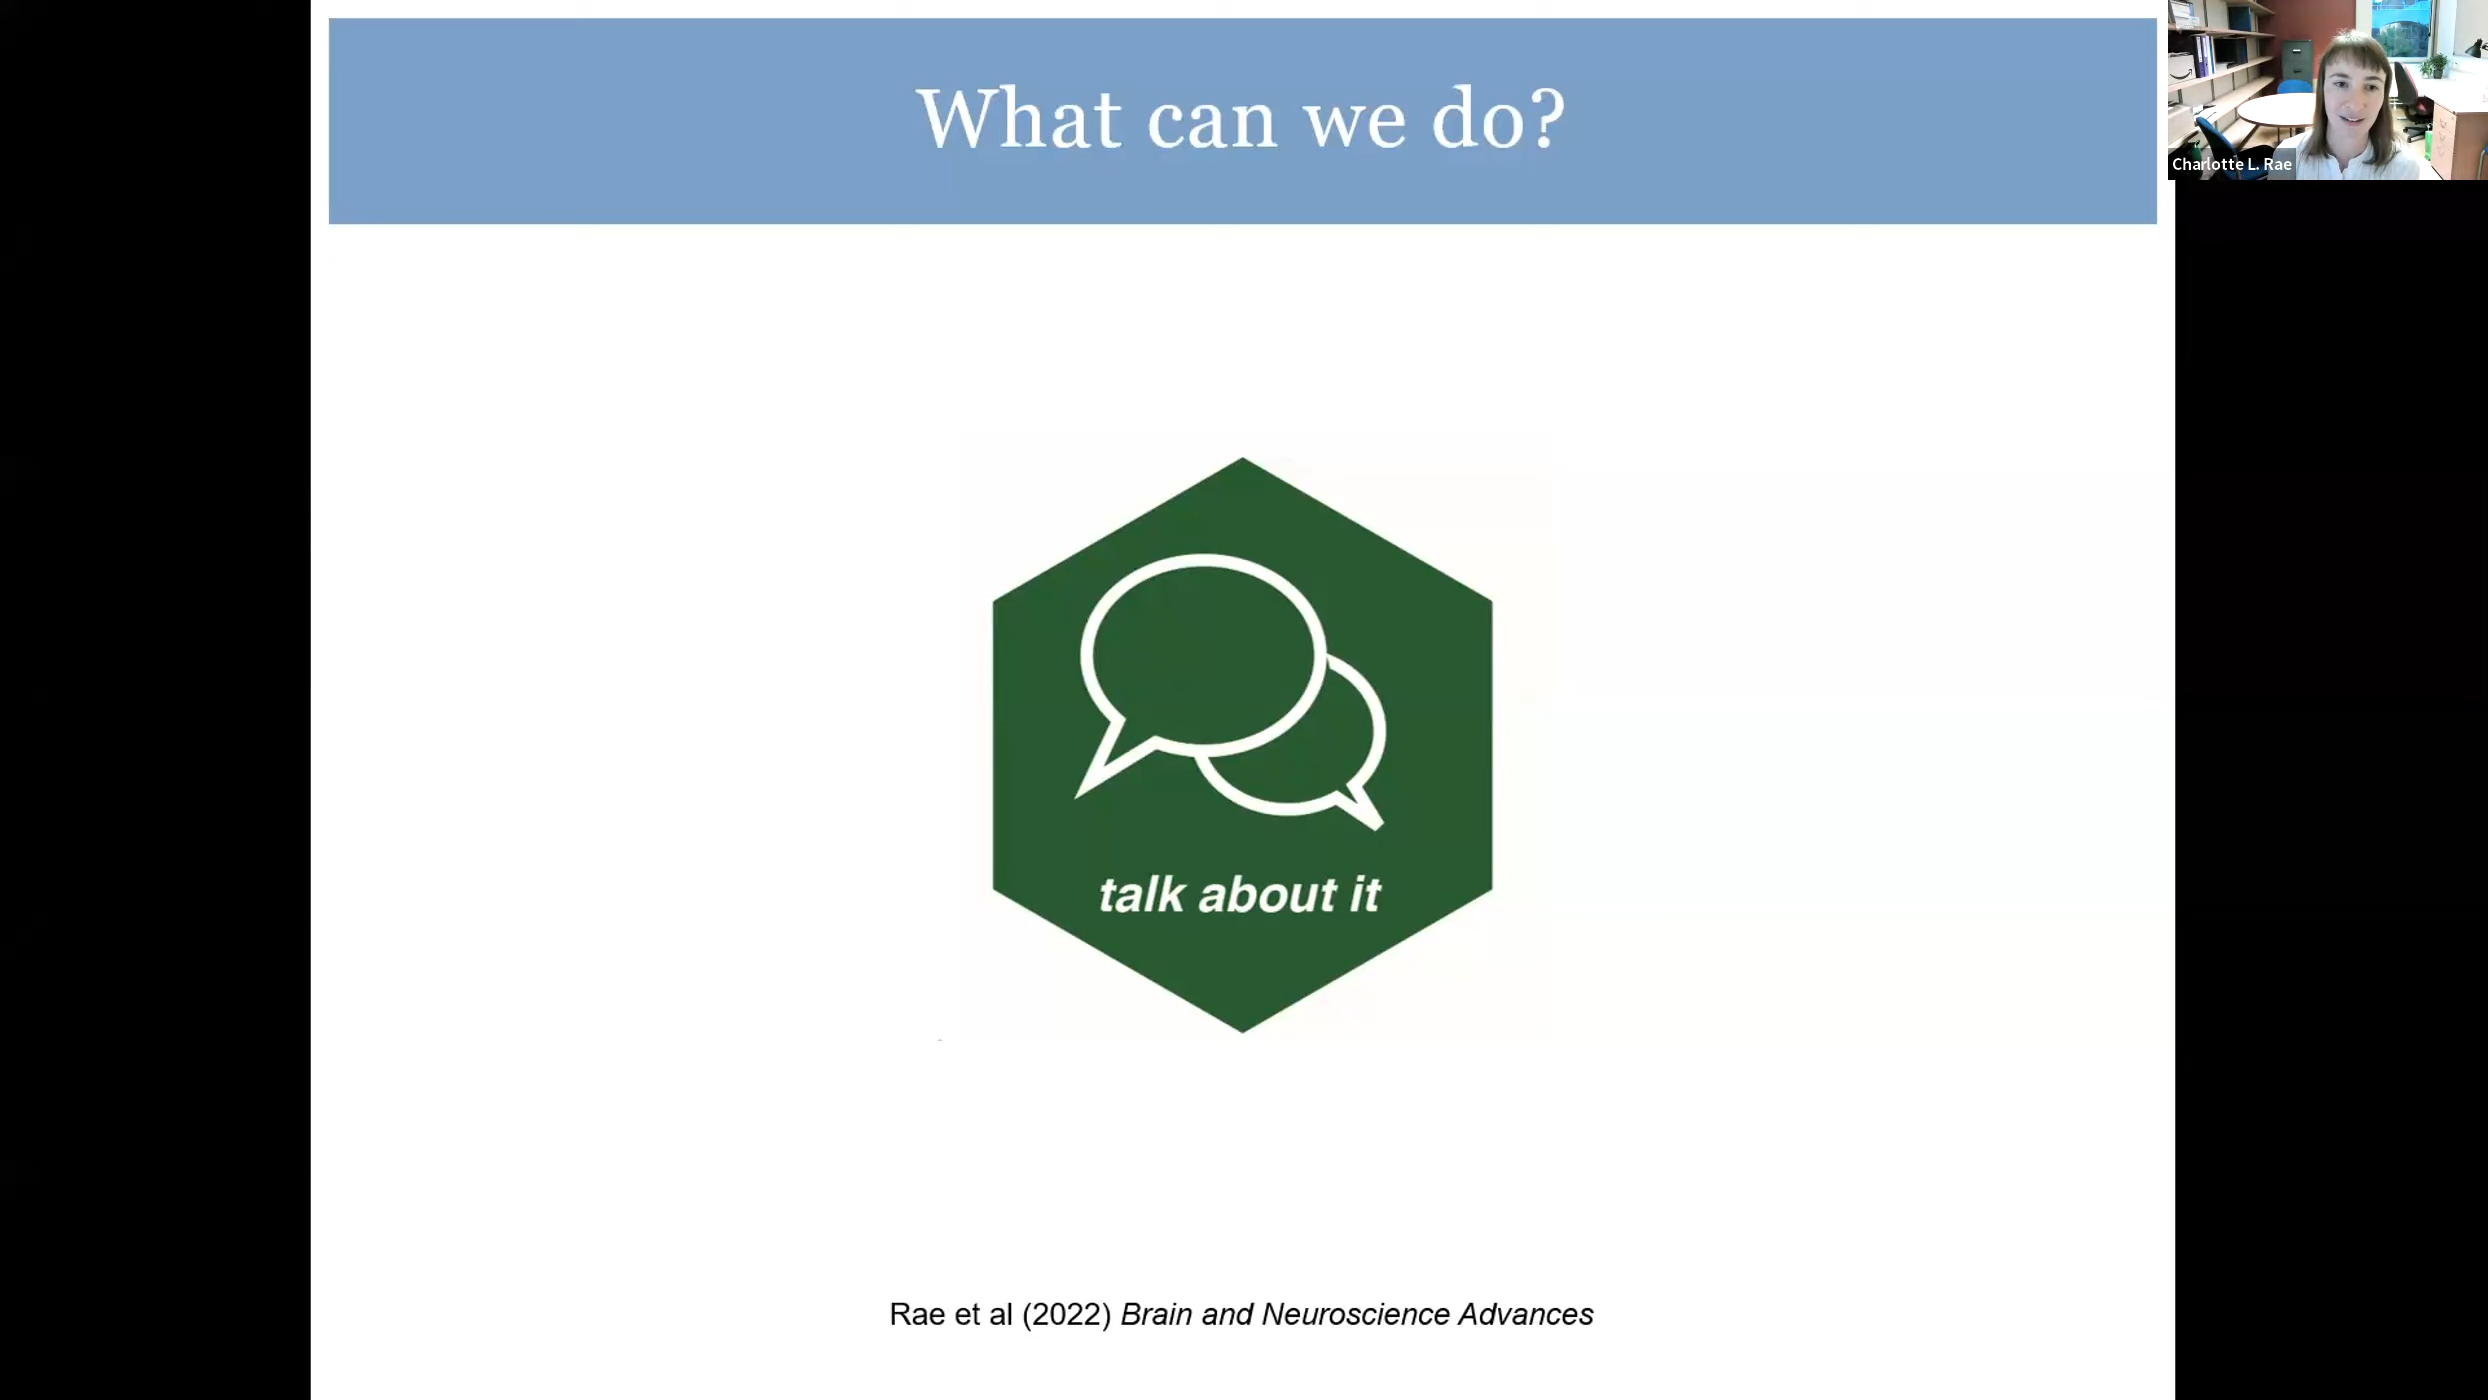 What can we do?
Charlotte L. Rae
talk about it
Rae et al (2022) Brain and Neuroscience Advances